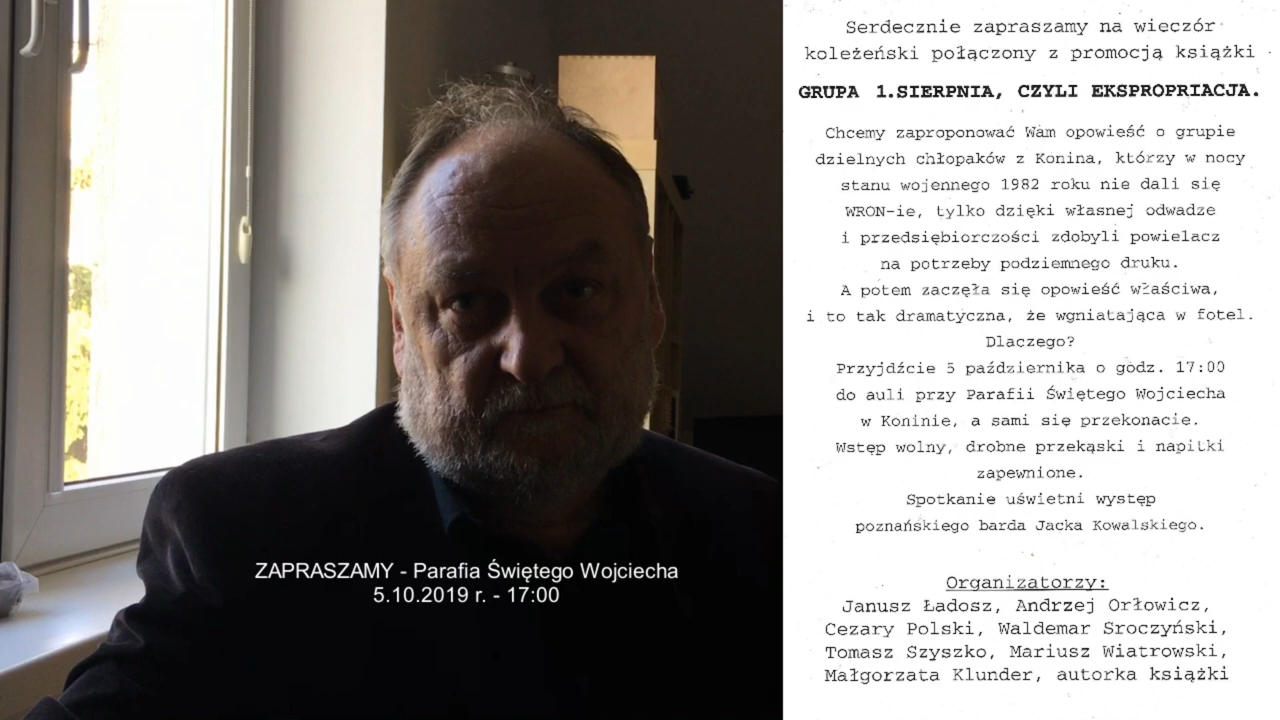 ZAPRASZAMY - Parafia Świętego Wojciecha
5.10.2019 r. - 17:00
Serdecznie zapraszamy na wieczór
koleżeński połączony z promocją książki
GRUPA 1.SIERPNIA, CZYLI EKSPROPRIACJA.
Chcemy zaproponować Wam opowieść o grupie
dzielnych chłopaków z Konina, którzy w nocy
stanu wojennego 1982 roku nie dali się
WRON-ie, tylko dzięki własnej odwadze
i przedsiębiorczości zdobyli powielacz
na potrzeby podziemnego druku.
A potem zaczęła się opowieść właściwa,
i to tak dramatyczna, że wgniatająca w fotel.
Dlaczego?
Przyjdźcie 5 października o godz. 17:00
do auli przy Parafii Świętego Wojciecha
w Koninie, a sami się przekonacie.
Wstęp wolny, drobne przekąski i napitki
zapewnione.
Spotkanie uświetni występ
poznańskiego barda Jacka Kowalskiego.
Organizatorzy:
Janusz Ładosz, Andrzej Orłowicz,
Cezary Polski, Waldemar Sroczyński,
Tomasz Szyszko, Mariusz Wiatrowski,
Małgorzata Klunder, autorka książki